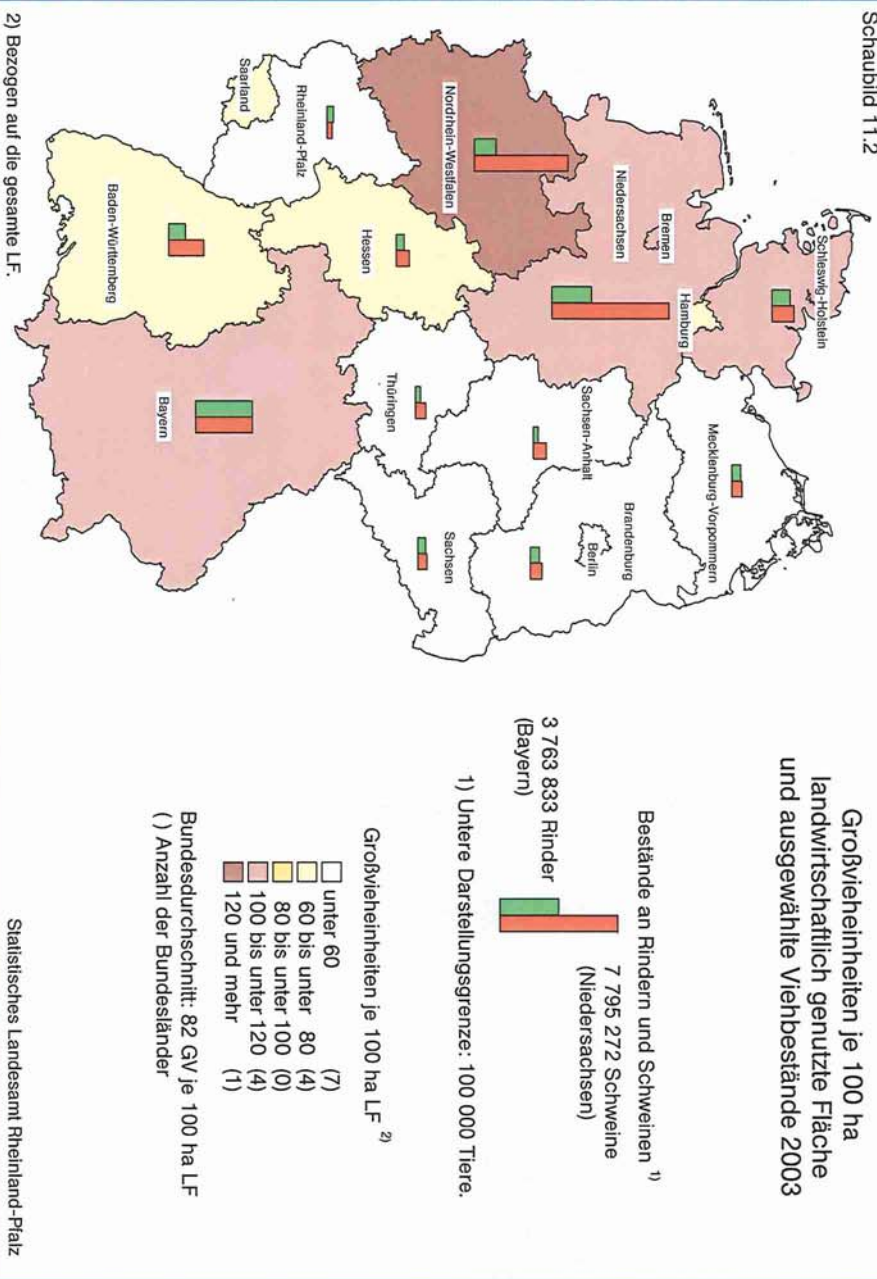 Schaubild 11.2
Großvieheinheiten je 100 ha
landwirtschaftlich genutzte Fläche
und ausgewählte Viehbestände 2003
Schleswig-Holstein
Hamburg
Mecklenburg-Vorpommern
Bremen
Niedersachsen
Brandenburg
Berlin
Sachsen-Anhalt
Nordrhein-Westfalen
Hessen
Thüringen
Sachsen
Rheinland-Pfalz
Saarland
Baden-Württemberg
Bayern
Bestände an Rindern und Schweinen 1)
7 795 272 Schweine
(Niedersachsen)
3 763 833 Rinder
(Bayern)
1) Untere Darstellungsgrenze: 100 000 Tiere.
Großvieheinheiten je 100 ha LF 2)
unter 60 (7)
60 bis unter 80 (4)
80 bis unter 100 (0)
100 bis unter 120 (4)
120 und mehr (1)
Bundesdurchschnitt: 82 GV je 100 ha LF
( ) Anzahl der Bundesländer
2) Bezogen auf die gesamte LF.
Statistisches Landesamt Rheinland-Pfalz